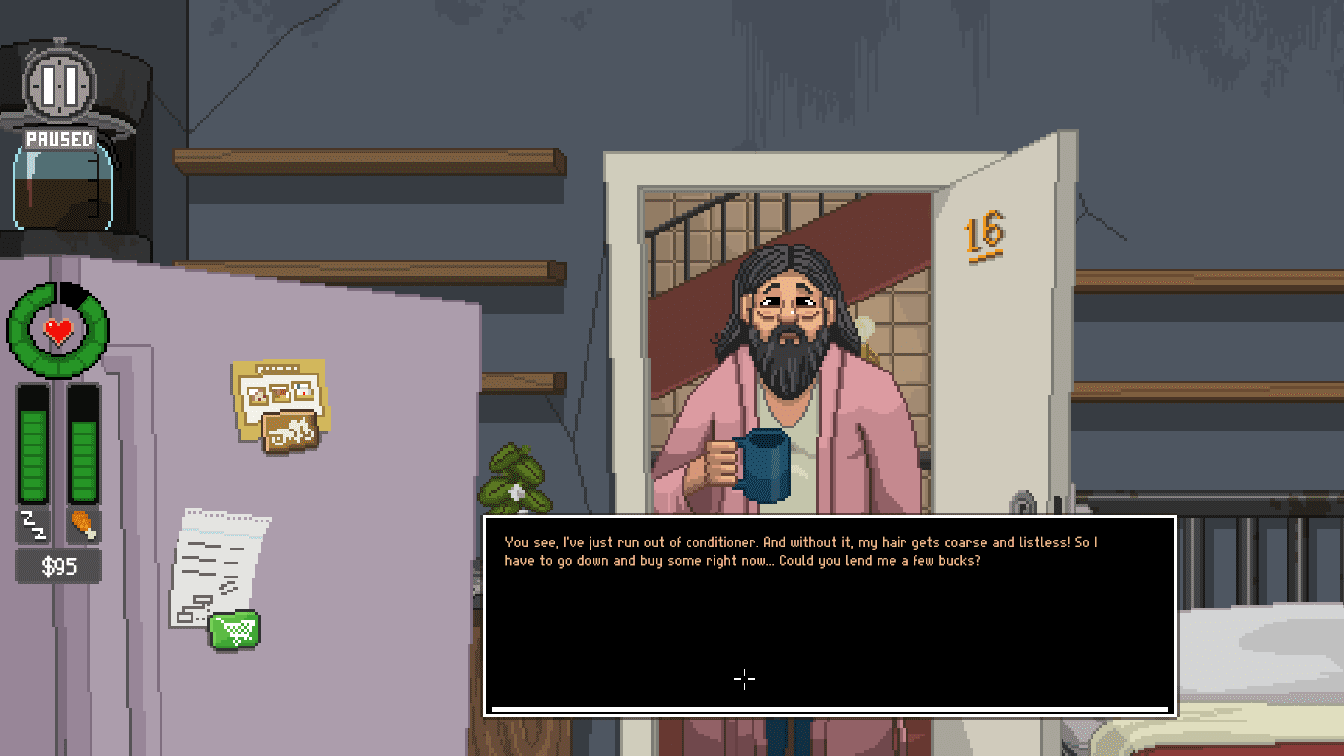 PAUSED
16
$95
You see, I've just run out of conditioner. And without it, my hair gets coarse and listless! So I
have to go down and buy some right now... Could you lend me a few bucks?